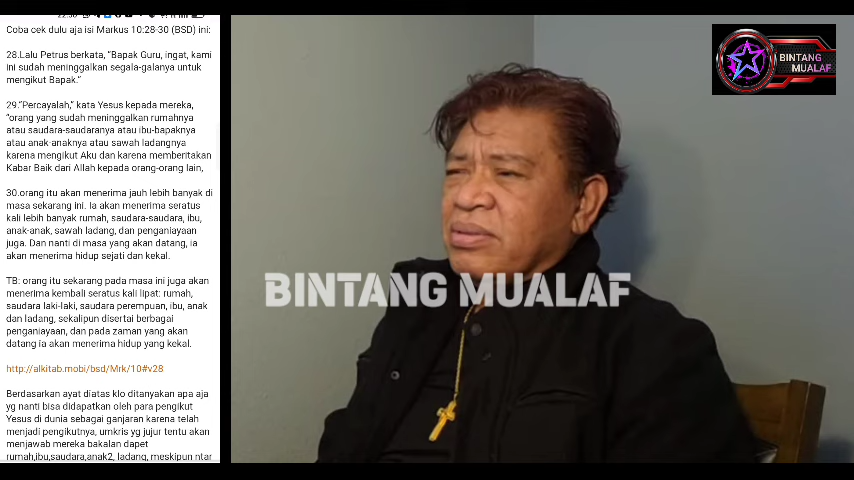 Coba cek dulu aja isi Markus 10:28-30 (BSD) ini:
28.Lalu Petrus berkata, "Bapak Guru, ingat, kami
ini sudah meninggalkan segala-galanya untuk
mengikut Bapak."
29."Percayalah," kata Yesus kepada mereka,
"orang yang sudah meninggalkan rumahnya
atau saudara-saudaranya atau ibu-bapaknya
atau anak-anaknya atau sawah ladangnya
karena mengikut Aku dan karena memberitakan
Kabar Baik dari Allah kepada orang-orang lain,
30.orang itu akan menerima jauh lebih banyak di
masa sekarang ini. Ia akan menerima seratus
kali lebih banyak rumah, saudara-saudara, ibu,
anak-anak, sawah ladang, dan penganiayaan
juga. Dan nanti di masa yang akan datang, ia
akan menerima hidup sejati dan kekal.
TB: orang itu sekarang pada masa ini juga akan
menerima kembali seratus kali lipat: rumah,
saudara laki-laki, saudara perempuan, ibu, anak
dan ladang, sekalipun disertai berbagai
penganiayaan, dan pada zaman yang akan
datang ia akan menerima hidup yang kekal.
http://alkitab.mobi/bsd/Mrk/10#v28
Berdasarkan ayat diatas klo ditanyakan apa aja
yg nanti bisa didapatkan oleh para pengikut
Yesus di dunia sebagai ganjaran karena telah
menjadi pengikutnya, umkris yg jujur tentu akan
menjawab mereka bakalan dapet
rumah,ibu,saudara,anak2, ladang, meskipun ntar
BINTANG
MUALAF
BINTANG MUALAF